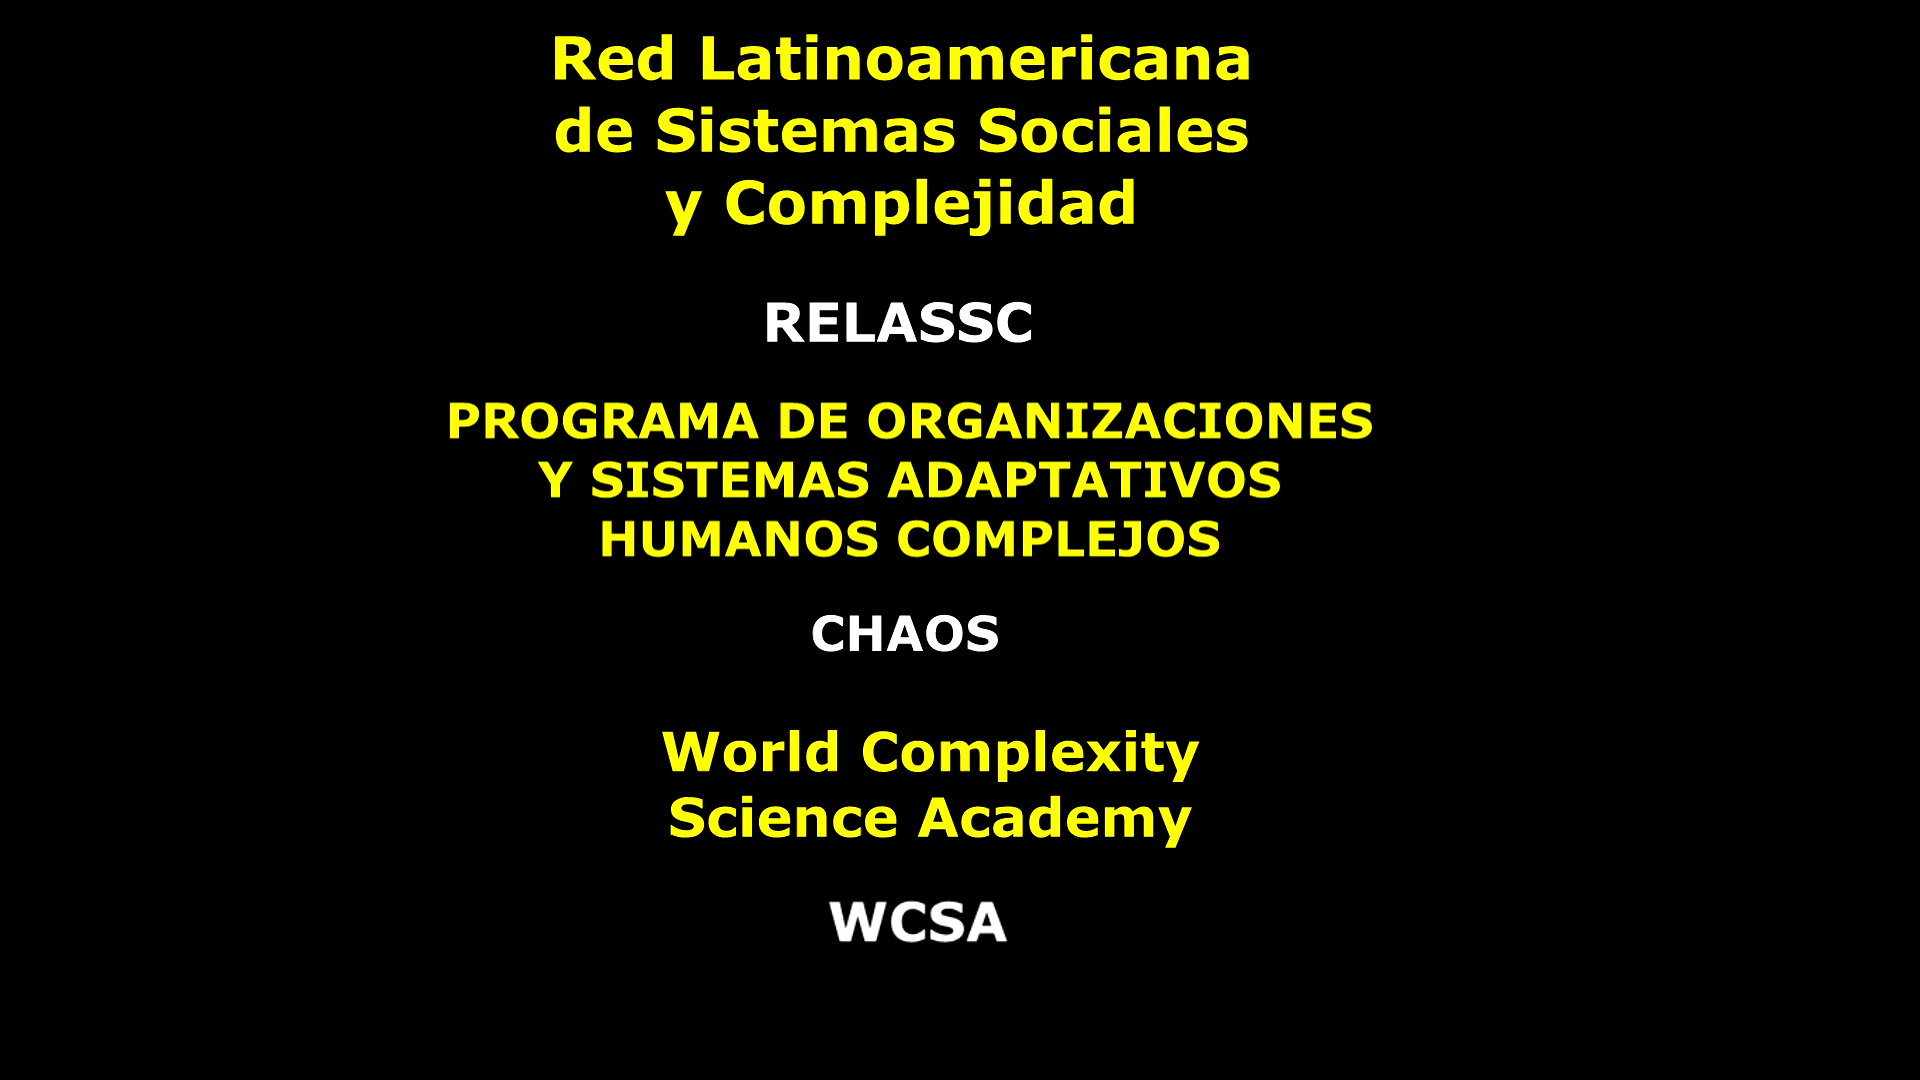 Red Latinoamericana
de Sistemas Sociales
y Complejidad
RELASSC
PROGRAMA DE ORGANIZACIONES
Y SISTEMAS ADAPTATIVOS
HUMANOS COMPLEJOS
CHAOS
World Complexity
Science Academy
WCSA